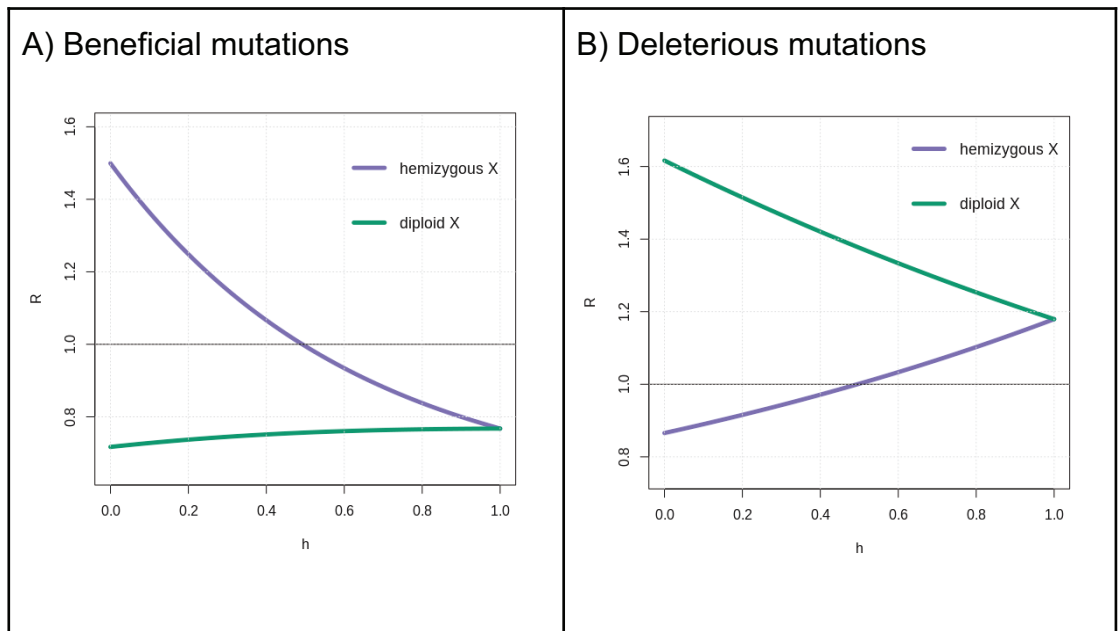 A) Beneficial mutations
1.6
1.4
1.2
1.0
0.8
R
hemizygous X
diploid X
0.0 0.2 0.4 0.6 0.8 1.0
h
B) Deleterious mutations
1.6
1.4
1.2
1.0
0.8
R
hemizygous X
diploid X
0.0 0.2 0.4 0.6 0.8 1.0
h